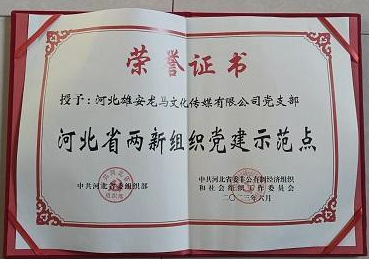 荣誉证书
授予：河北雄安龙马文化传媒有限公司党支部
河北省两新组织党建示范点
中共河北省委组织部
中共河北省委非公有制经济组织
和社会组织工作委员会
二〇二三年六月